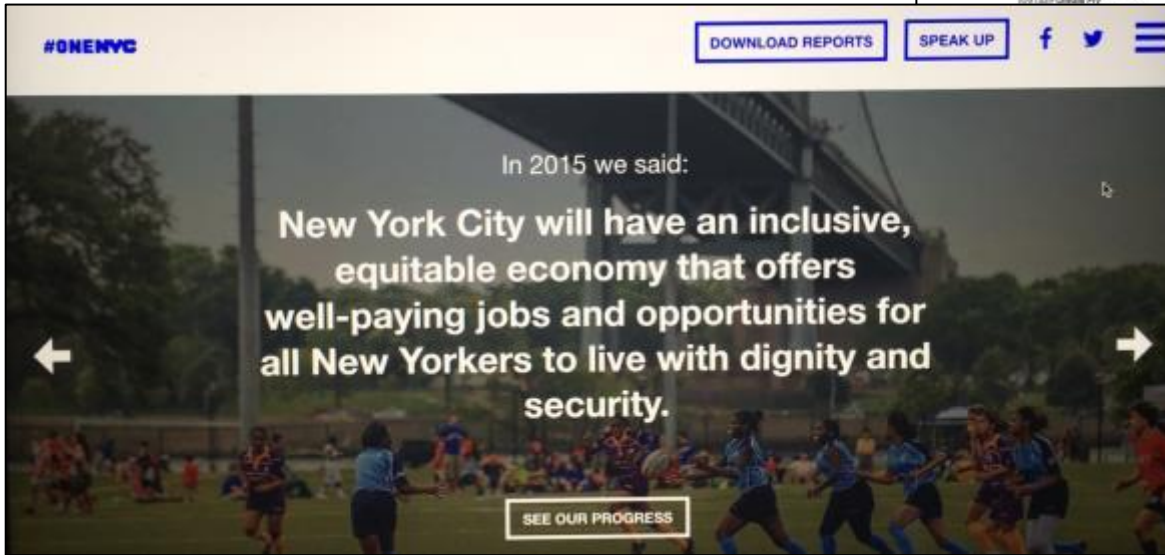 #ONENYC
DOWNLOAD REPORTS
SPEAK UP
In 2015 we said:
New York City will have an inclusive,
equitable economy that offers
well-paying jobs and opportunities for
all New Yorkers to live with dignity and
security.
SEE OUR PROGRESS